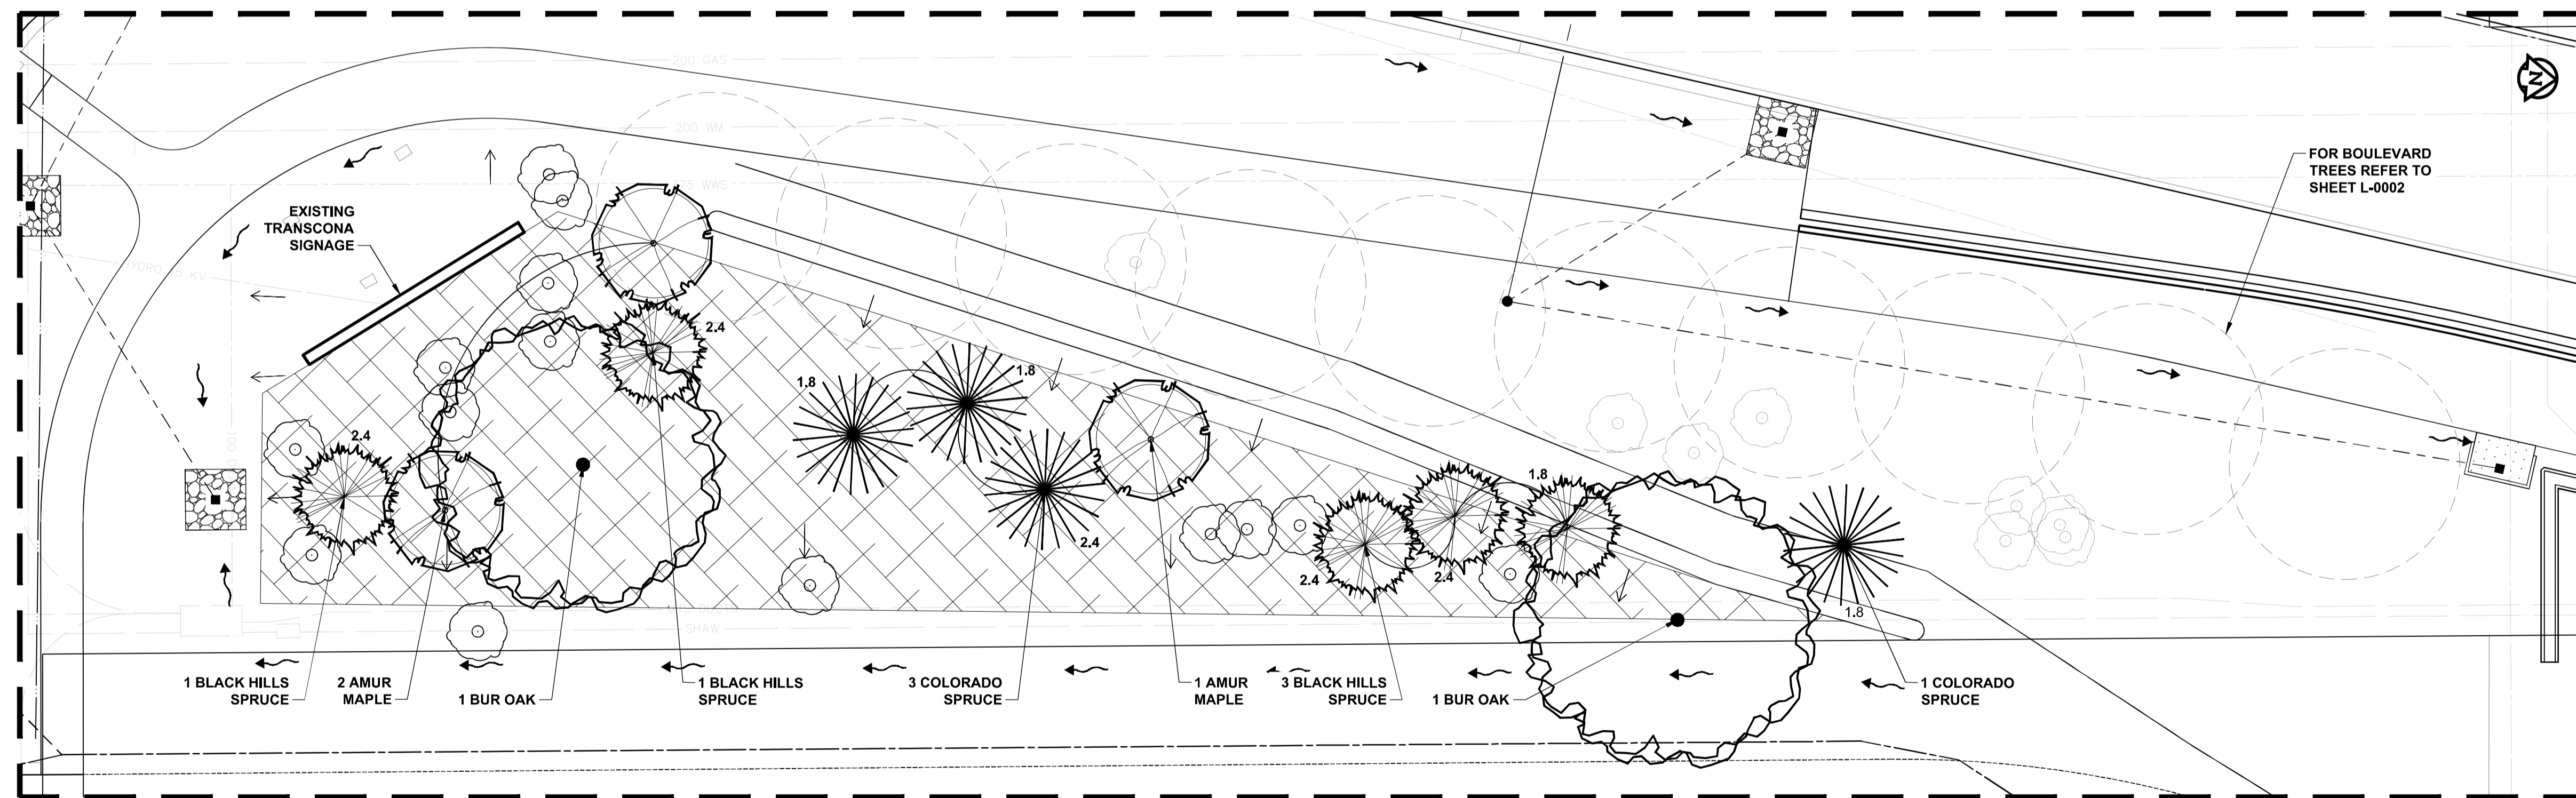 200 GAS
200 WM
375 WWS
N
FOR BOULEVARD
TREES REFER TO
SHEET L-0002
EXISTING
TRANSCONA
SIGNAGE
2.4
1.8
1.8
2.4
2.4
1.8
2.4
2.4
1.8
SHAW
1 BLACK HILLS
SPRUCE
2 AMUR
MAPLE
1 BUR OAK
1 BLACK HILLS
SPRUCE
3 COLORADO
SPRUCE
1 AMUR
MAPLE
3 BLACK HILLS
SPRUCE
1 BUR OAK
1 COLORADO
SPRUCE